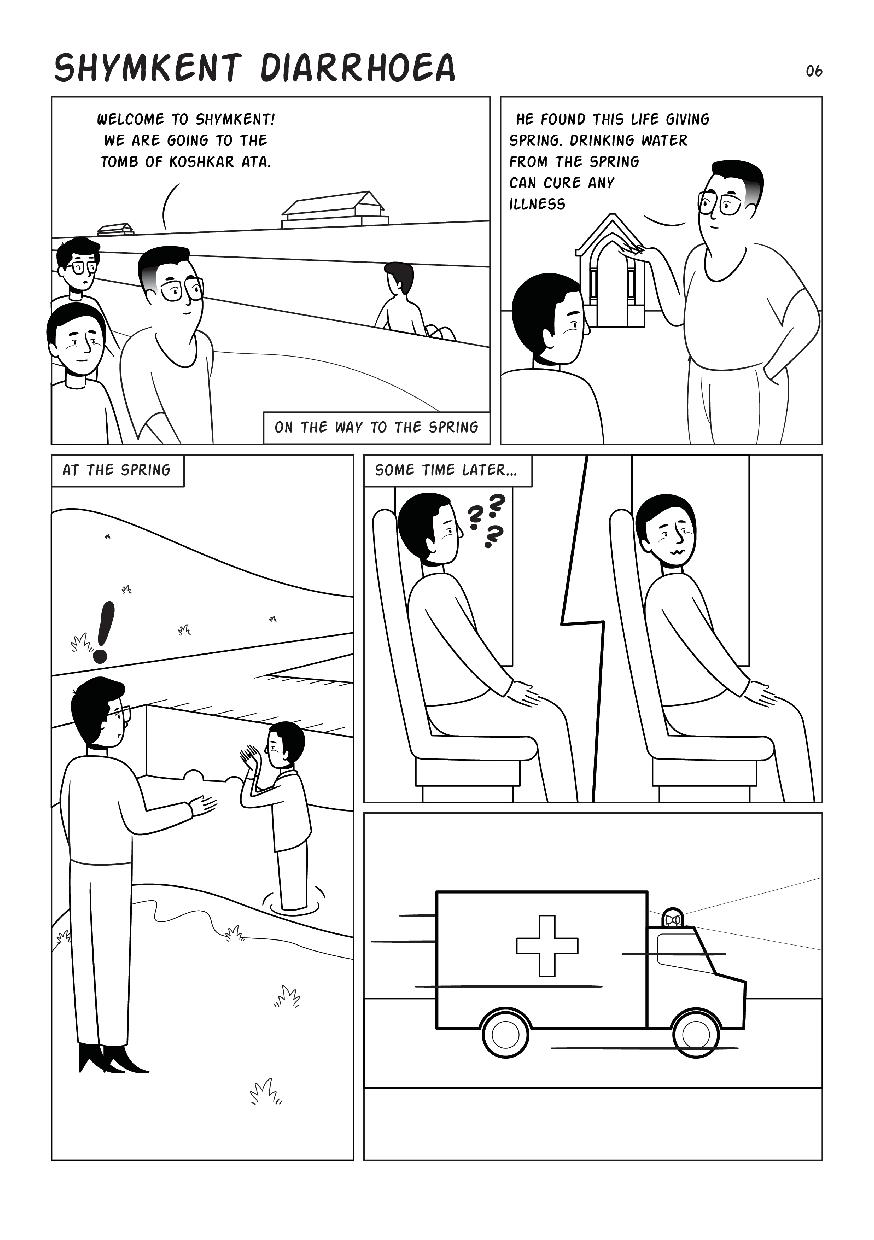 SHYMKENT DIARRHOEA
06
WELCOME TO SHYMKENT!
WE ARE GOING TO THE
TOMB OF KOSHKAR ATA.
ON THE WAY TO THE SPRING
HE FOUND THIS LIFE GIVING
SPRING. DRINKING WATER
FROM THE SPRING
CAN CURE ANY
ILLNESS
AT THE SPRING
!
SOME TIME LATER...
???